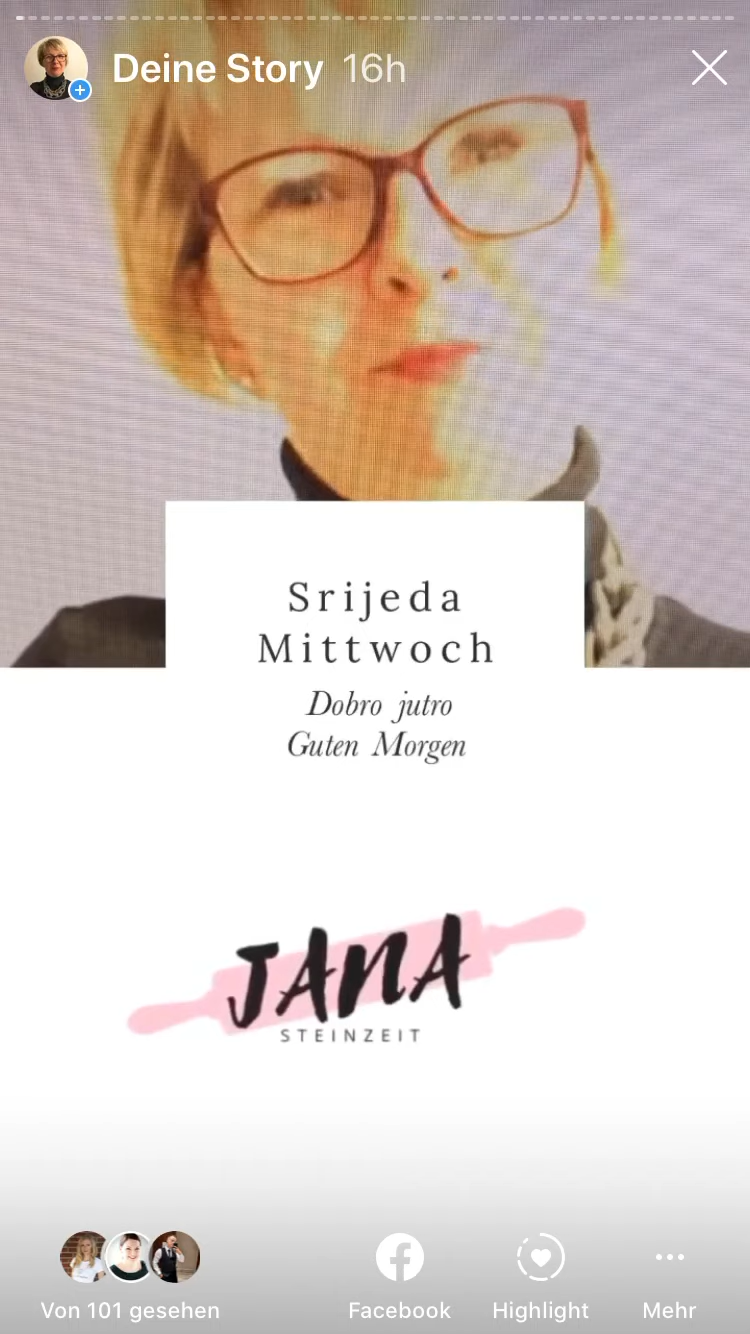 Deine Story 16h
Srijeda
Mittwoch
Dobro jutro
Guten Morgen
JANA
STEINZEIT
Von 101 gesehen
Facebook
Highlight
Mehr